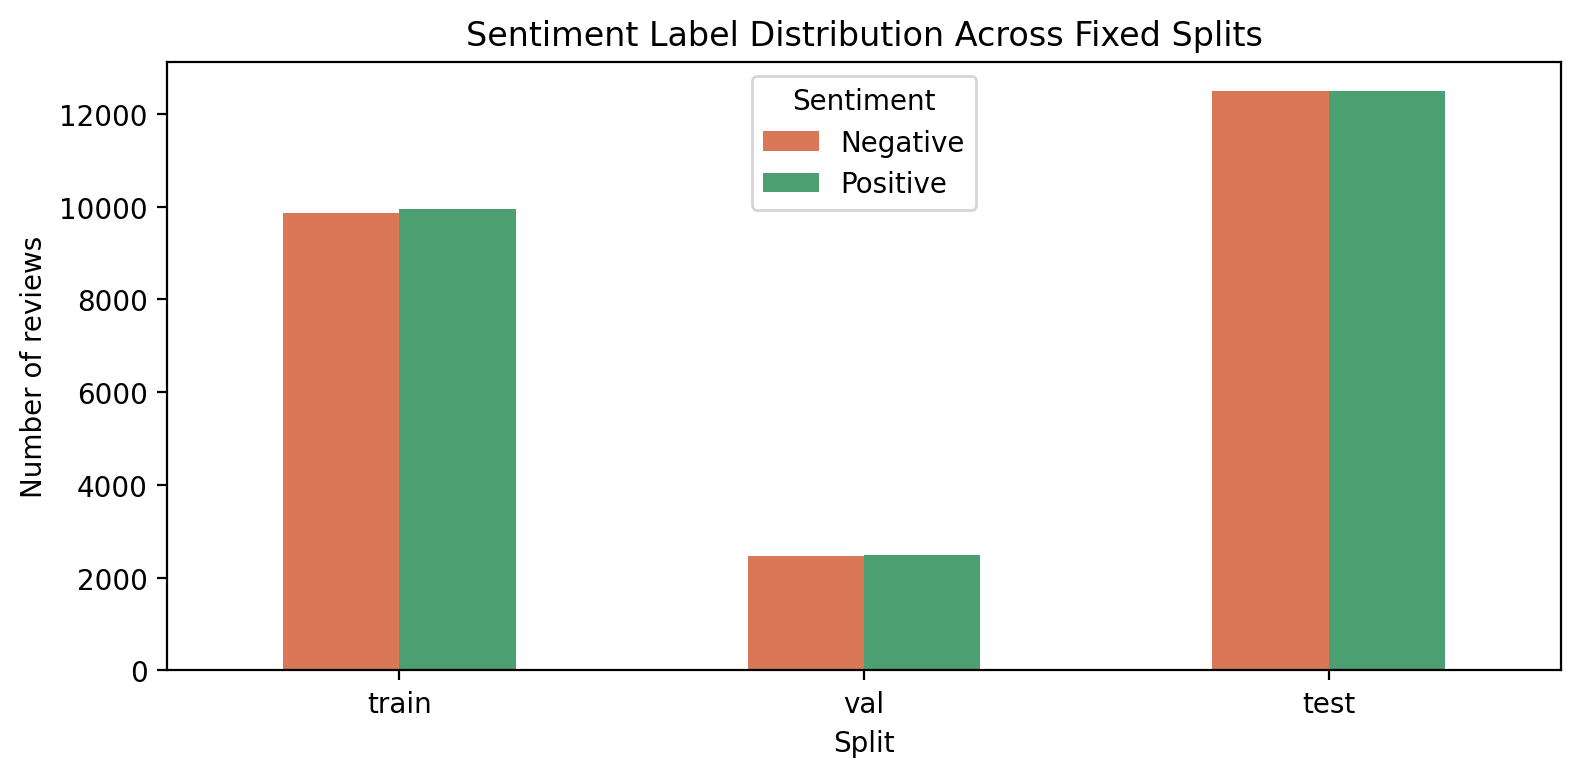 Sentiment Label Distribution Across Fixed Splits
Sentiment
Negative
Positive
Number of reviews
12000
10000
8000
6000
4000
2000
0
train val test
Split